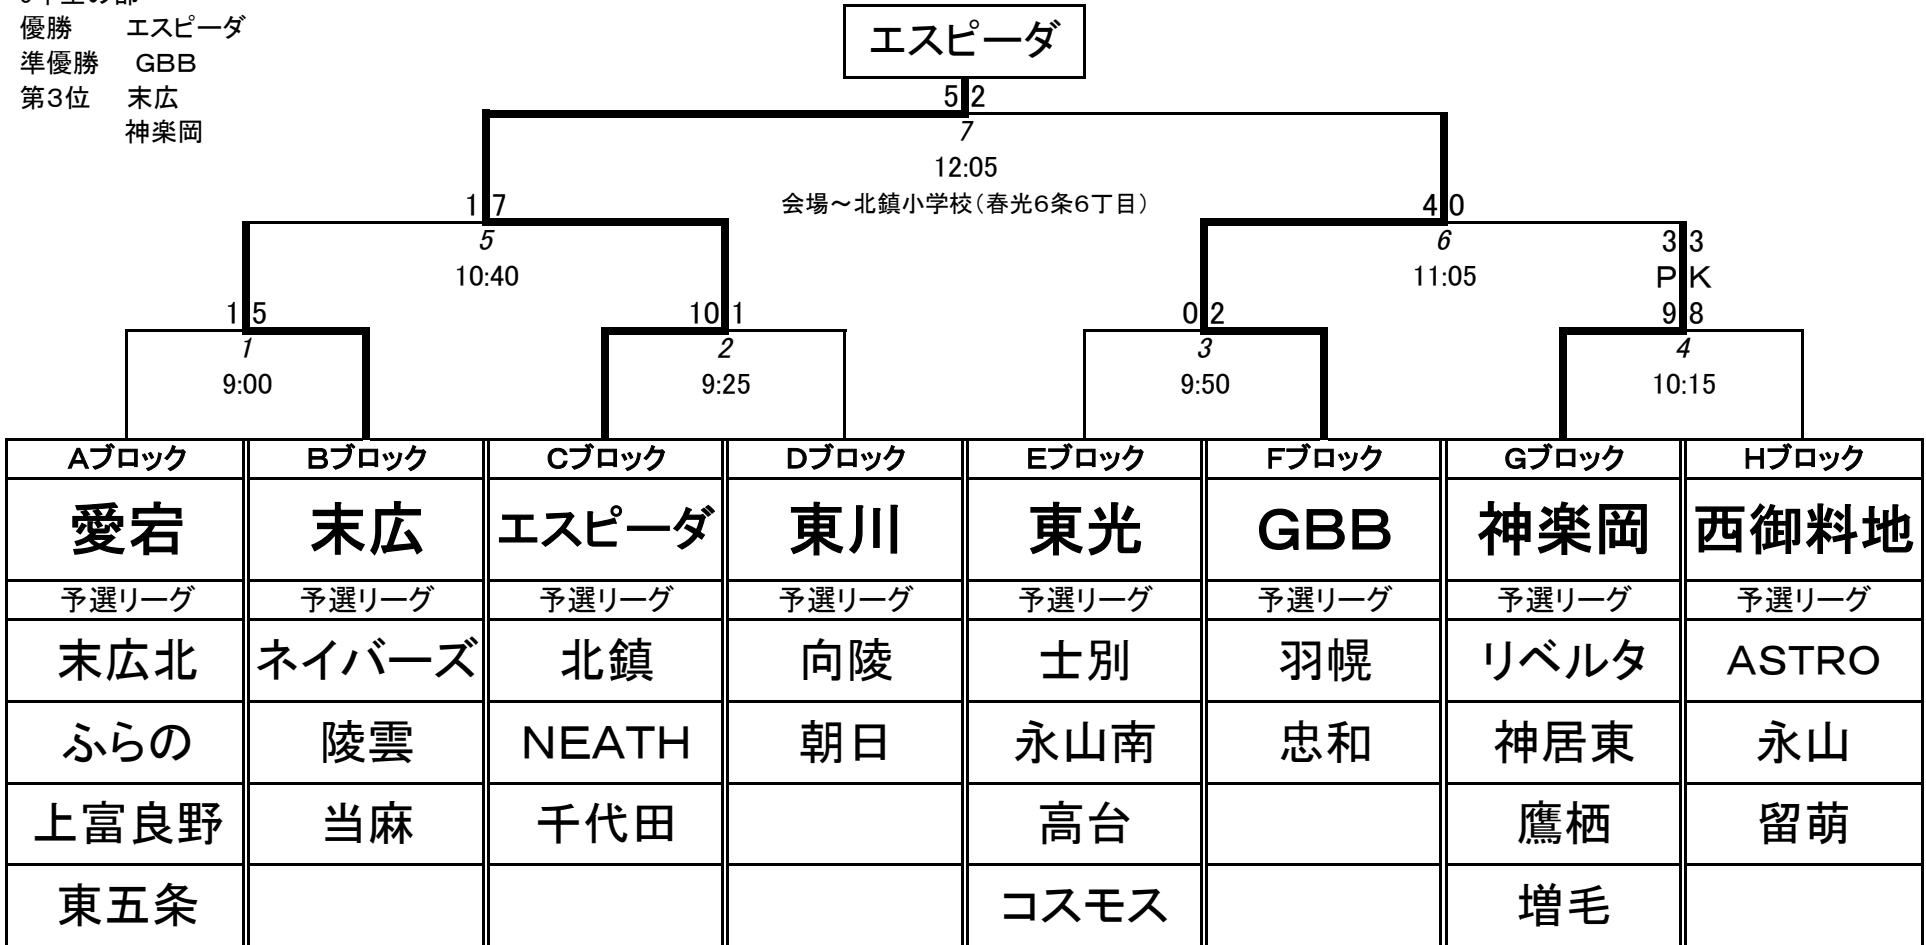 優勝 エスピーダ
準優勝 GBB
第3位 末広
神楽岡
エスピーダ
5 2
7
12:05
会場～北鎮小学校(春光6条6丁目)
1 7
5
10:40
4 0
6
11:05
3 3
PK
1 5
1
9:00
10 1
2
9:25
0 2
3
9:50
9 8
4
10:15
Aブロック Bブロック Cブロック Dブロック Eブロック Fブロック Gブロック Hブロック
愛宕 末広 エスピーダ 東川 東光 GBB 神楽岡 西御料地
予選リーグ 予選リーグ 予選リーグ 予選リーグ 予選リーグ 予選リーグ 予選リーグ 予選リーグ
末広北 ネイバーズ 北鎮 向陵 士別 羽幌 リベルタ ASTRO
ふらの 陵雲 NEATH 朝日 永山南 忠和 神居東 永山
上富良野 当麻 千代田 高台 鷹栖 留萌
東五条 コスモス 増毛